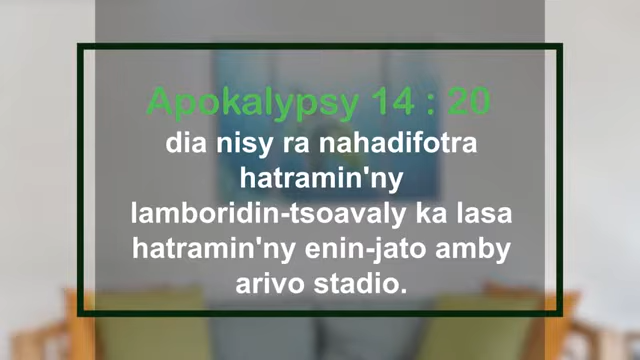 Apokalypsy 14 : 20
dia nisy ra nahadifotra
hatramin'ny
lamboridin-tsoavaly ka lasa
hatramin'ny enin-jato amby
arivo stadio.